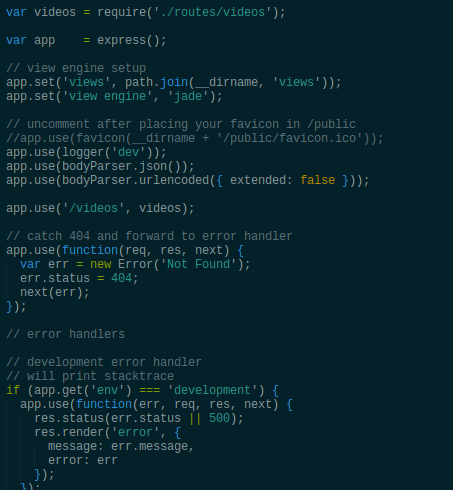 var videos = require('./routes/videos');
var app    = express();
// view engine setup
app.set('views', path.join(__dirname, 'views'));
app.set('view engine', 'jade');
// uncomment after placing your favicon in /public
//app.use(favicon(__dirname + '/public/favicon.ico'));
app.use(logger('dev'));
app.use(bodyParser.json());
app.use(bodyParser.urlencoded({ extended: false }));
app.use('/videos', videos);
// catch 404 and forward to error handler
app.use(function(req, res, next) {
  var err = new Error('Not Found');
  err.status = 404;
  next(err);
});
// error handlers
// development error handler
// will print stacktrace
if (app.get('env') === 'development') {
  app.use(function(err, req, res, next) {
    res.status(err.status || 500);
    res.render('error', {
      message: err.message,
      error: err
    });
  });